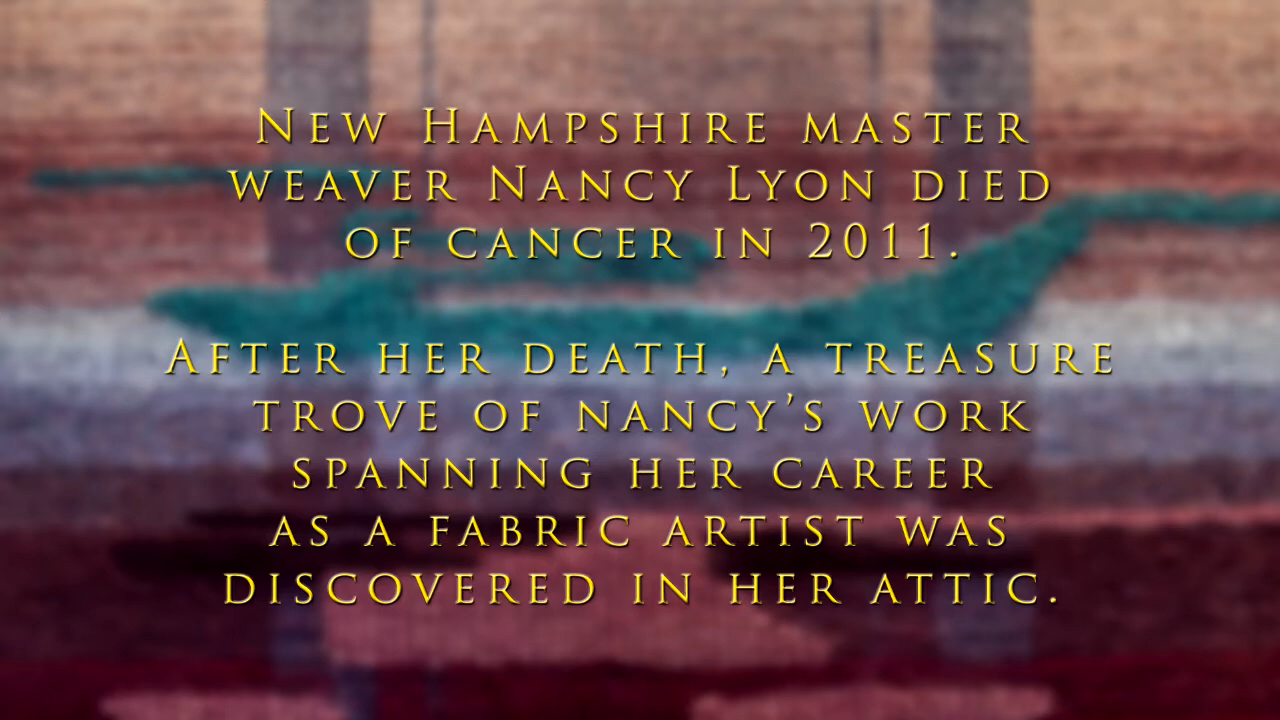 New Hampshire master
weaver Nancy Lyon died
of cancer in 2011.
After her death, a treasure
trove of nancy's work
spanning her career
as a fabric artist was
discovered in her attic.